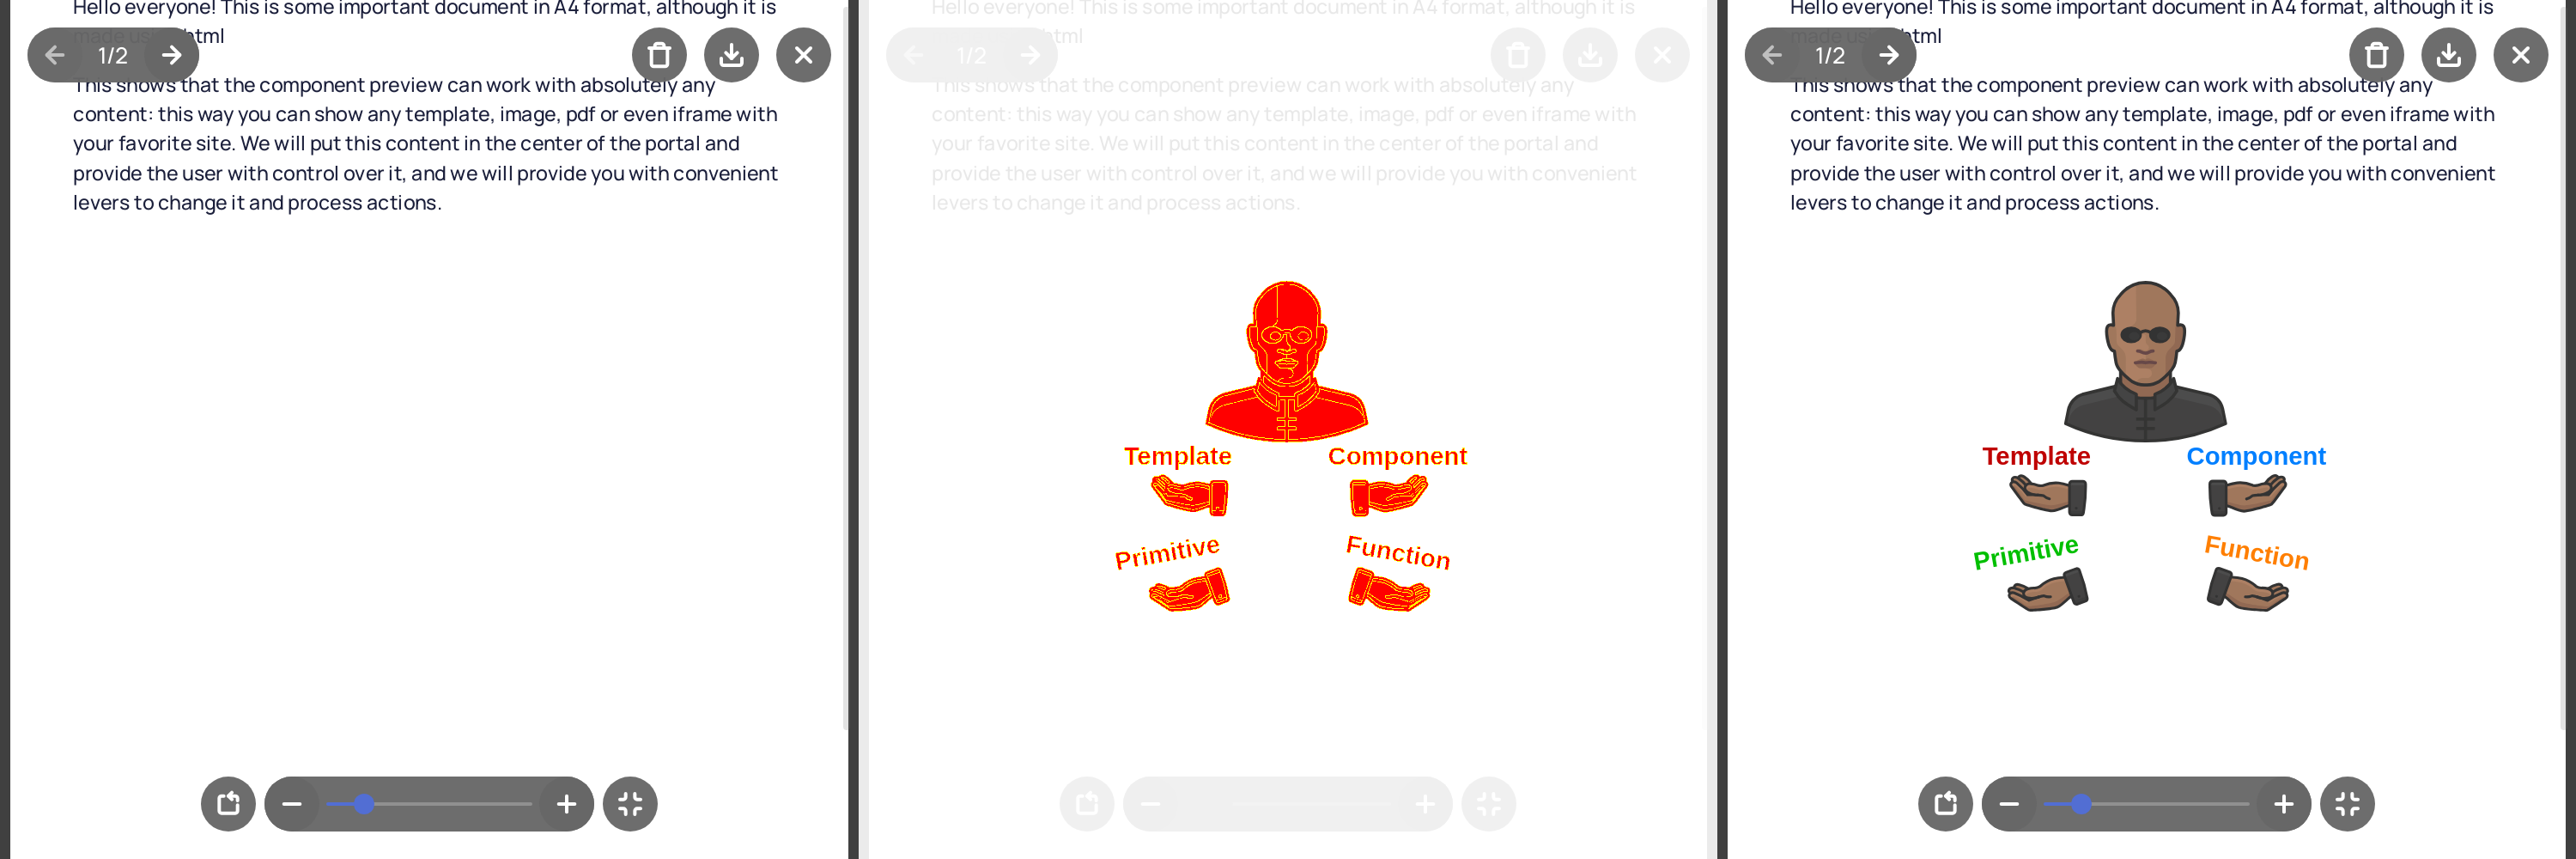 Hello everyone! This is some important document in A4 format, although it is
made using html
1/2
This shows that the component preview can work with absolutely any
content: this way you can show any template, image, pdf or even iframe with
your favorite site. We will put this content in the center of the portal and
provide the user with control over it, and we will provide you with convenient
levers to change it and process actions.
Hello everyone! This is some important document in A4 format, although it is
html
1/2
This shows that the component preview can work with absolutely any
content: this way you can show any template, image, pdf or even iframe with
your favorite site. We will put this content in the center of the portal and
provide the user with control over it, and we will provide you with convenient
levers to change it and process actions.
Template Component
Primitive Function
Hello everyone! This is some important document in A4 format, although it is
made using html
1/2
This shows that the component preview can work with absolutely any
content: this way you can show any template, image, pdf or even iframe with
your favorite site. We will put this content in the center of the portal and
provide the user with control over it, and we will provide you with convenient
levers to change it and process actions.
Template Component
Primitive Function